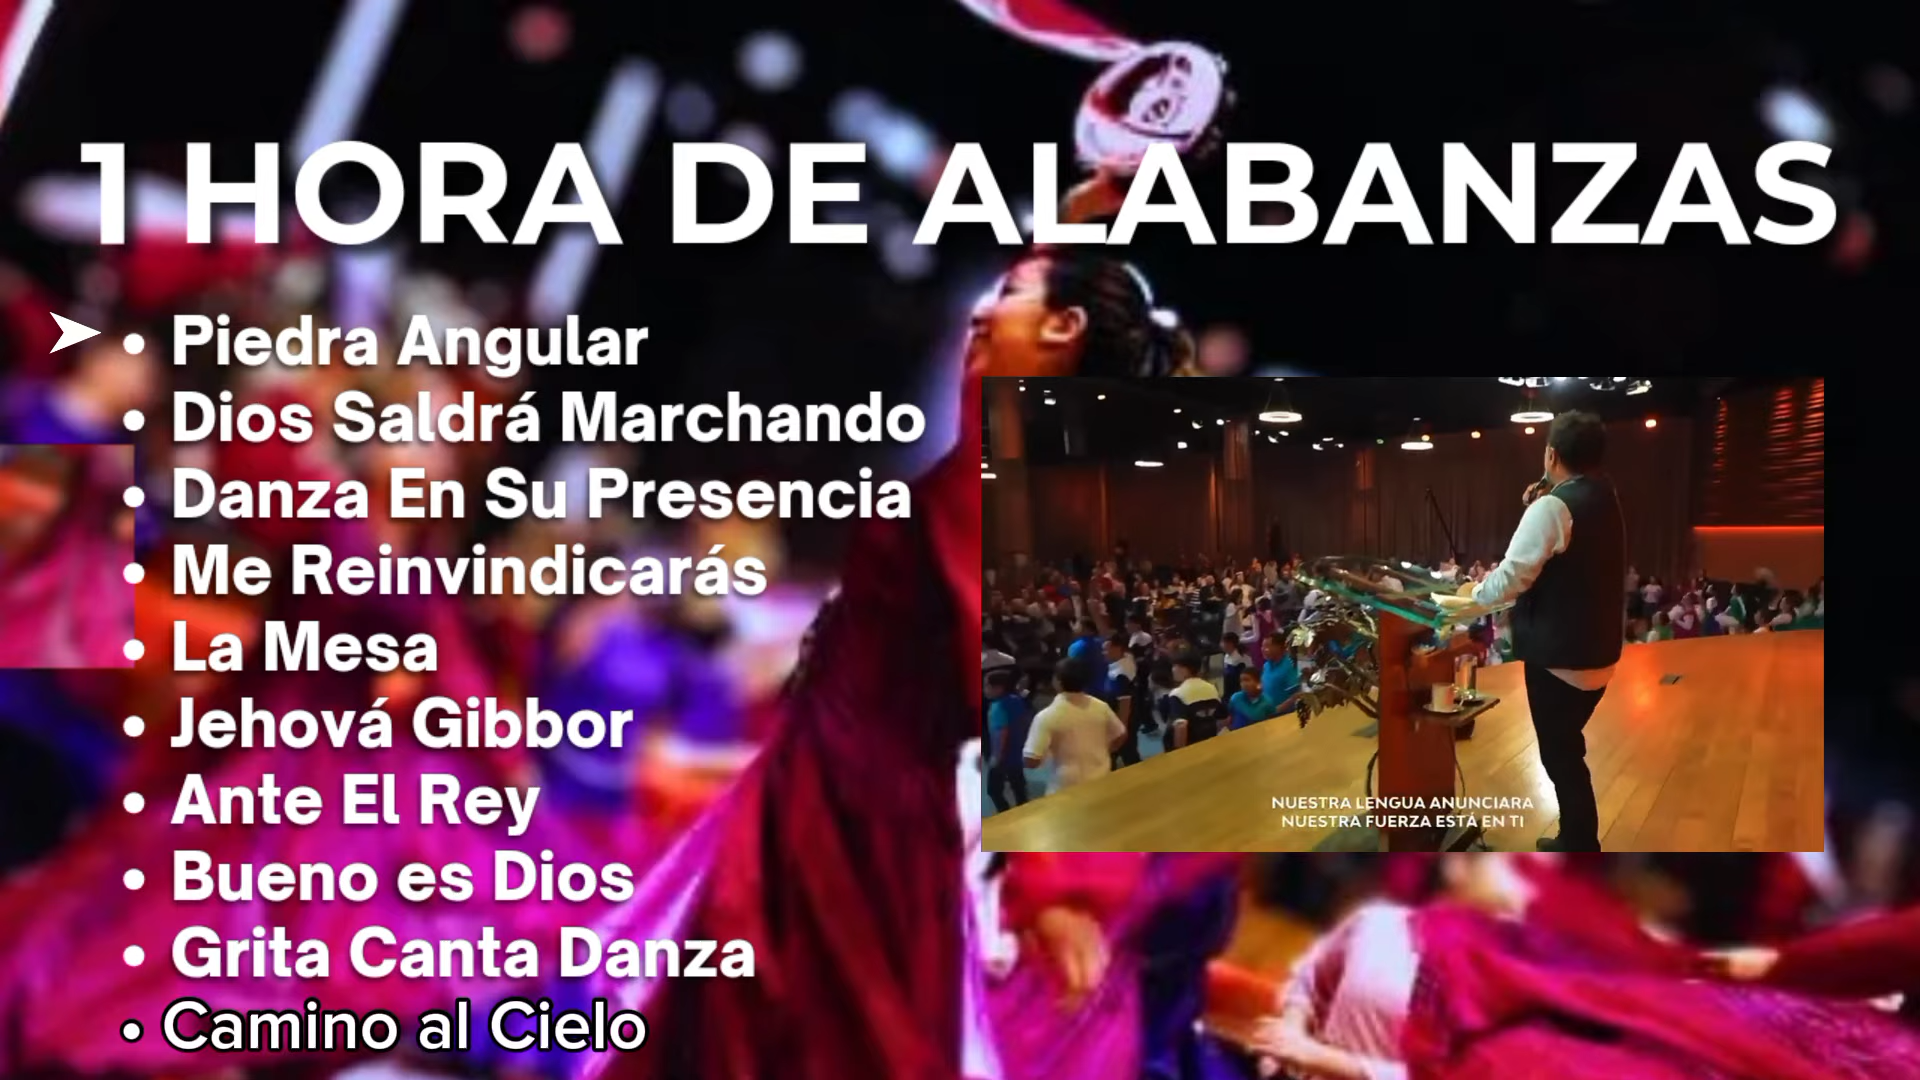 1 HORA DE ALABANZAS
• Piedra Angular
• Dios Saldrá Marchando
• Danza En Su Presencia
• Me Reinvindicarás
• La Mesa
• Jehová Gibbor
• Ante El Rey
• Bueno es Dios
• Grita Canta Danza
• Camino al Cielo
NUESTRA LENGUA ANUNCIARA
NUESTRA FUERZA ESTÁ EN TI